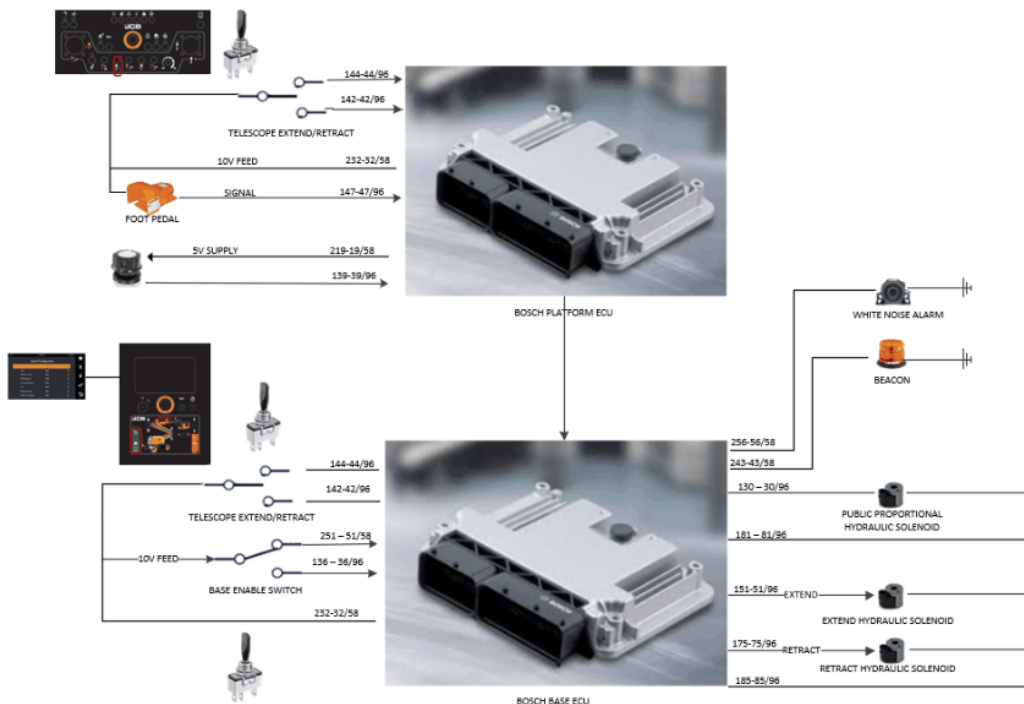 JCB
144-44/96
142-42/96
TELESCOPE EXTEND/RETRACT
10V FEED
232-32/58
SIGNAL
147-47/96
FOOT PEDAL
5V SUPPLY
219-19/58
139-39/96
BOSCH
BOSCH PLATFORM ECU
WHITE NOISE ALARM
BEACON
JCB
256-56/58
243-43/58
144-44/96
142-42/96
TELESCOPE EXTEND/RETRACT
130 – 30/96
PUBLIC PROPORTIONAL
HYDRAULIC SOLENOID
251 – 51/58
181 – 81/96
10V FEED
136 – 36/96
BASE ENABLE SWITCH
151-51/96
EXTEND
EXTEND HYDRAULIC SOLENOID
232-32/58
BOSCH
175-75/96
RETRACT
RETRACT HYDRAULIC SOLENOID
185-85/96
BOSCH BASE ECU